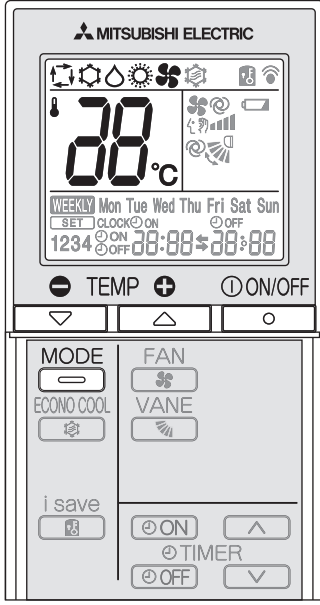 MITSUBISHI ELECTRIC
88 °C
WEEKLY Mon Tue Wed Thu Fri Sat Sun
SET CLOCK ON OFF
1234 ON OFF 88:88 88:88
TEMP ON/OFF
MODE FAN
ECONO COOL VANE
i save
ON
TIMER
OFF